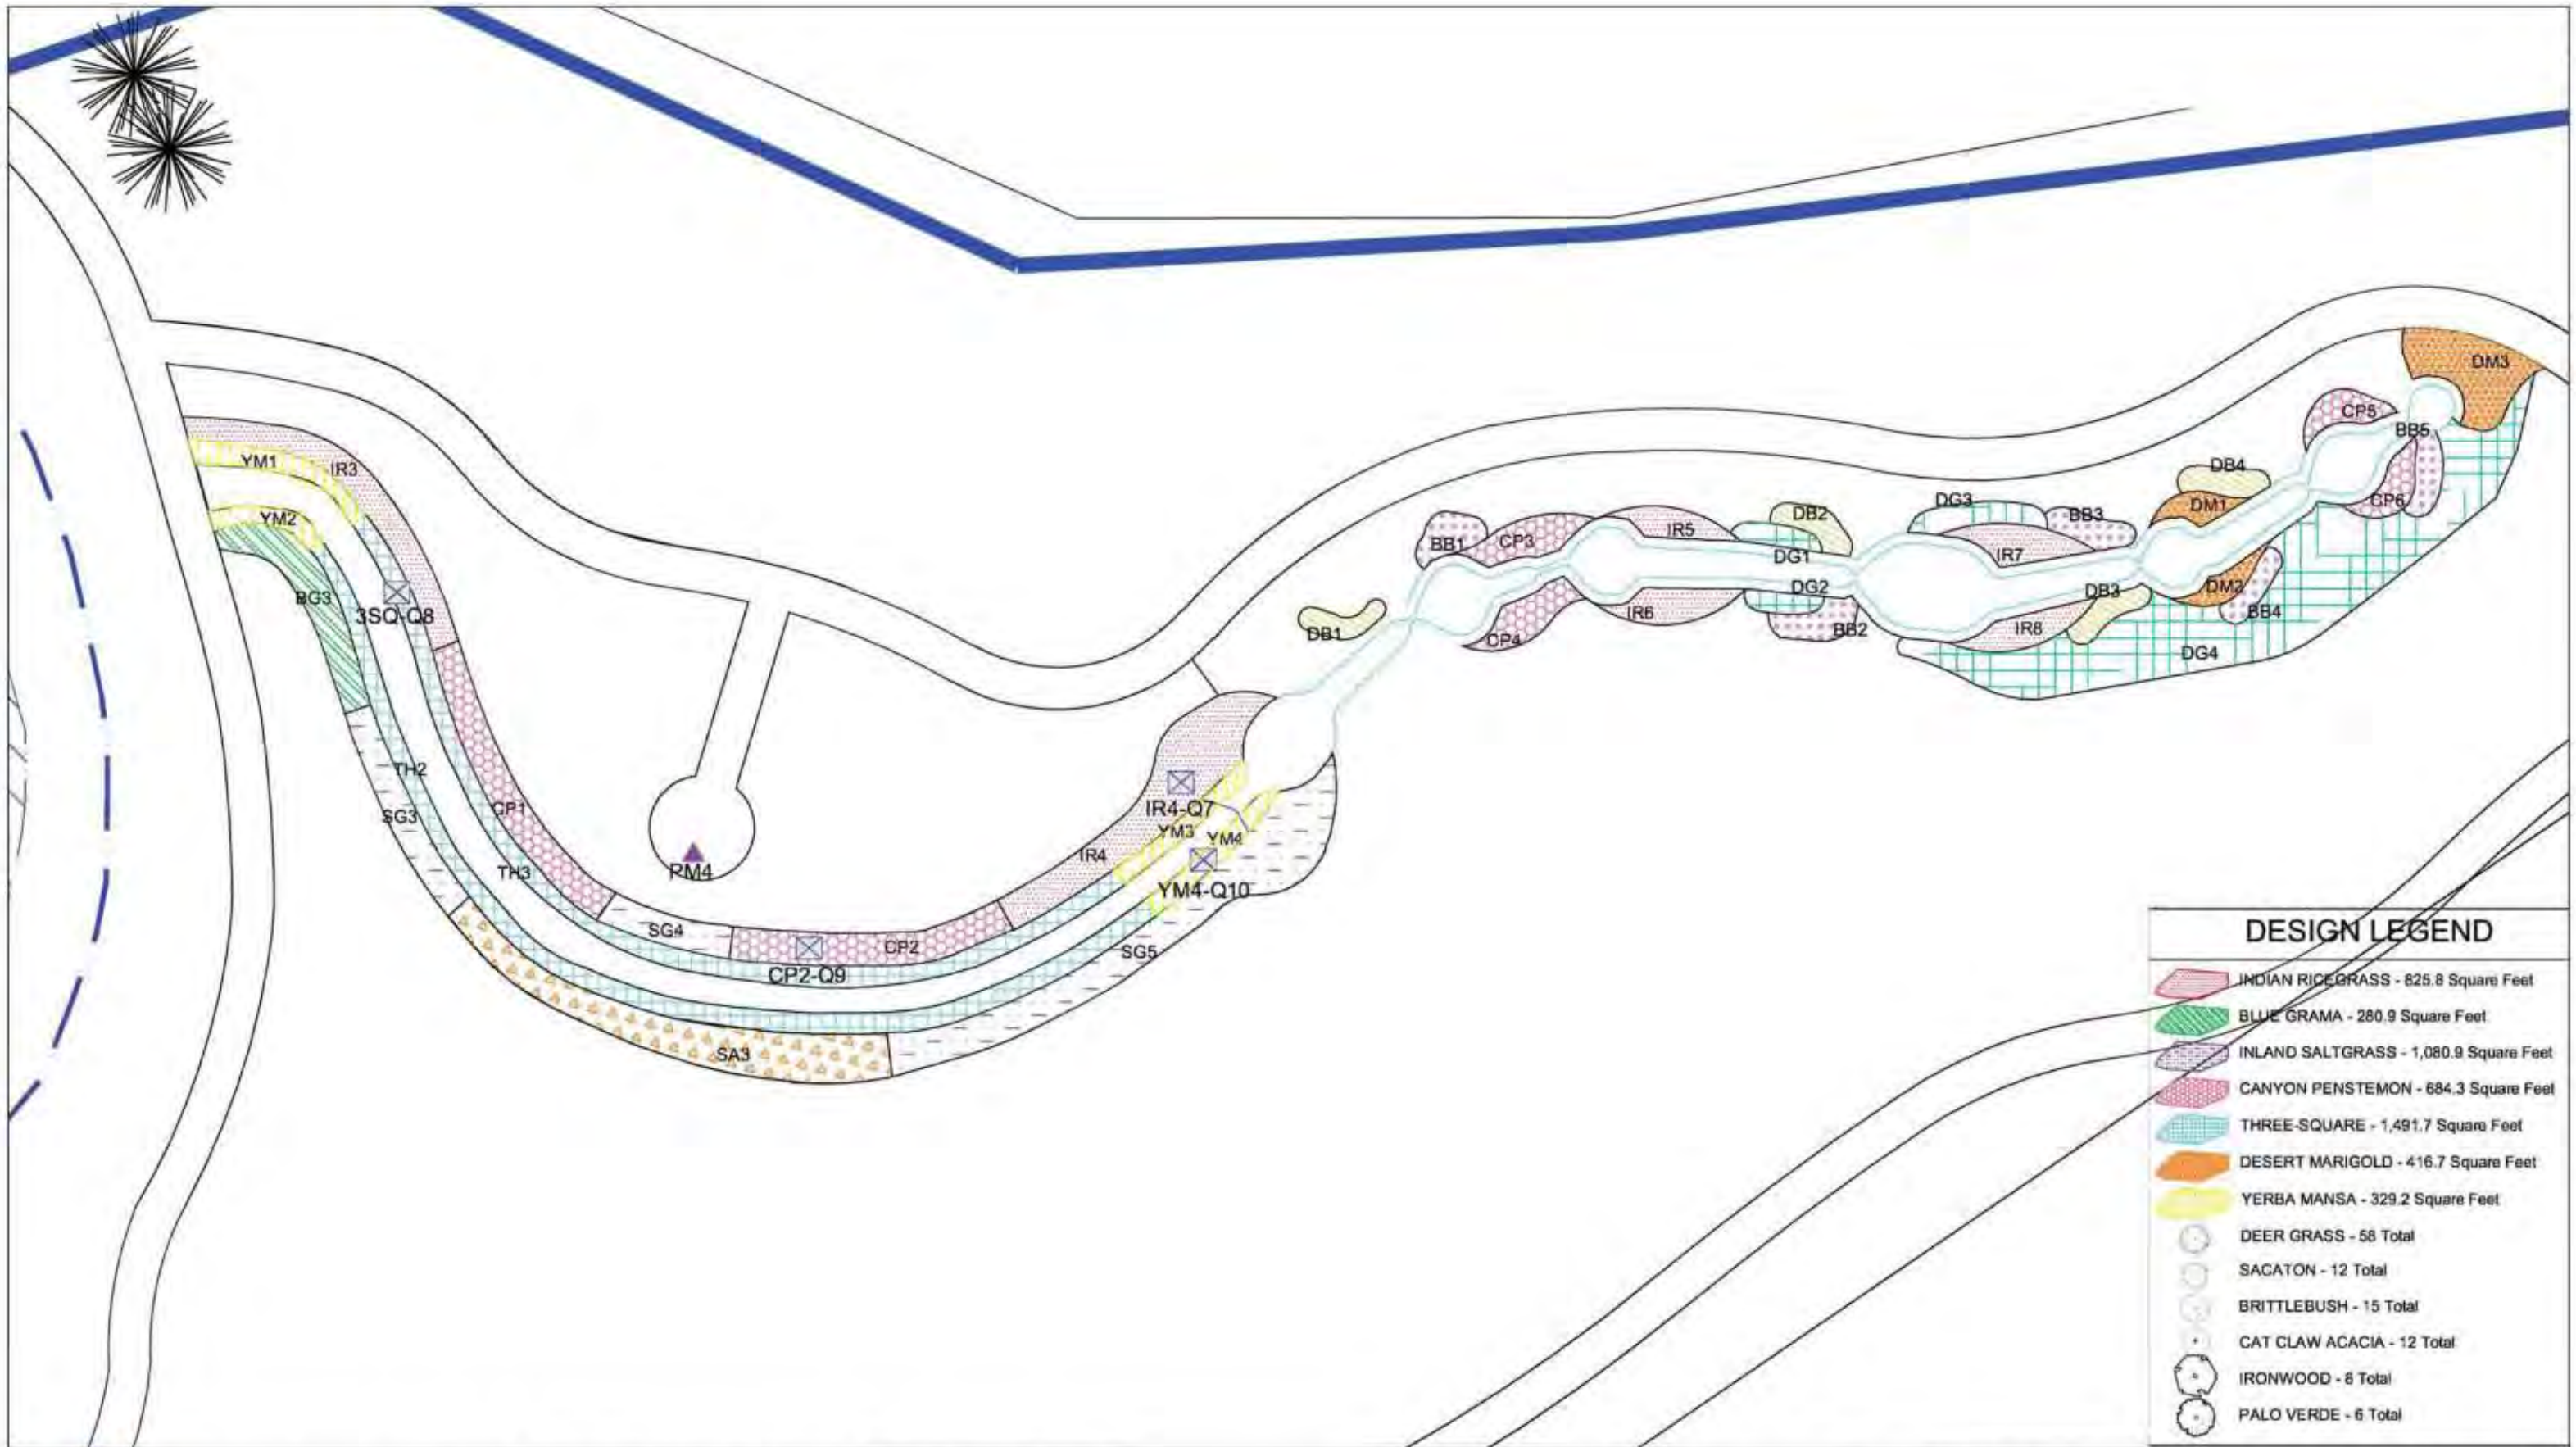 DM3
CP5
BB5
YM1
IR3
DB4
CP6
DG3
DM1
DB2
BB3
YM2
IR5
BB1
CP3
DG1
IR7
DG2
DM2
DB3
BG3
3SQ-Q8
IR6
BB4
DB1
CP4
BB2
IR8
DG4
TH2
CP1
SG3
IR4-Q7
YM3
YM4
IR4
TH3
PM4
YM4-Q10
SG4
CP2
SG5
CP2-Q9
SA3
DESIGN LEGEND
INDIAN RICEGRASS - 825.8 Square Feet
BLUE GRAMA - 280.9 Square Feet
INLAND SALTGRASS - 1,080.9 Square Feet
CANYON PENSTEMON - 684.3 Square Feet
THREE-SQUARE - 1,491.7 Square Feet
DESERT MARIGOLD - 416.7 Square Feet
YERBA MANSA - 329.2 Square Feet
DEER GRASS - 58 Total
SACATON - 12 Total
BRITTLEBUSH - 15 Total
CAT CLAW ACACIA - 12 Total
IRONWOOD - 8 Total
PALO VERDE - 6 Total